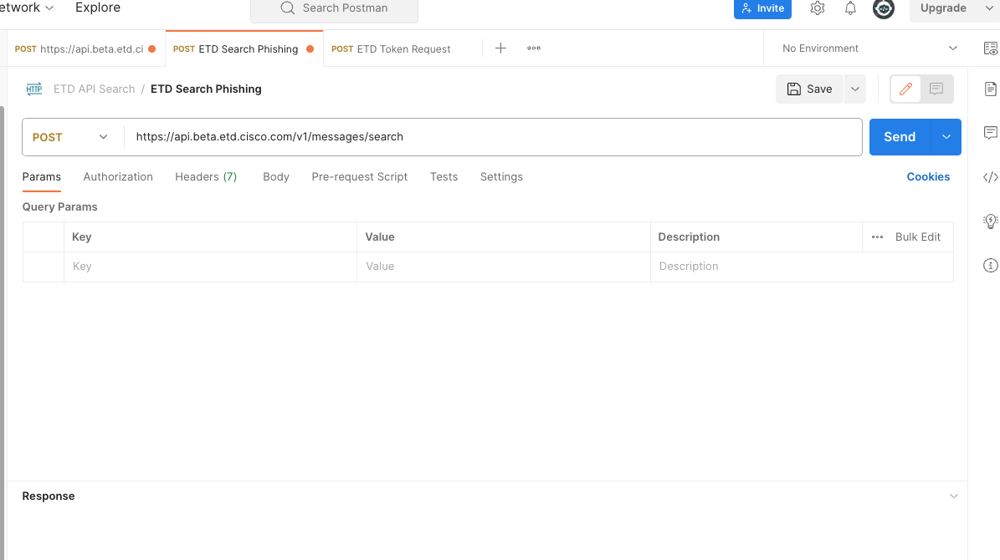 etwork Explore Search Postman Invite Upgrade
POST https://api.beta.etd.ci POST ETD Search Phishing POST ETD Token Request No Environment
HTTP ETD API Search / ETD Search Phishing Save
POST https://api.beta.etd.cisco.com/v1/messages/search Send
Params Authorization Headers (7) Body Pre-request Script Tests Settings Cookies
Query Params
Key Value Description Bulk Edit
Key Value Description
Response